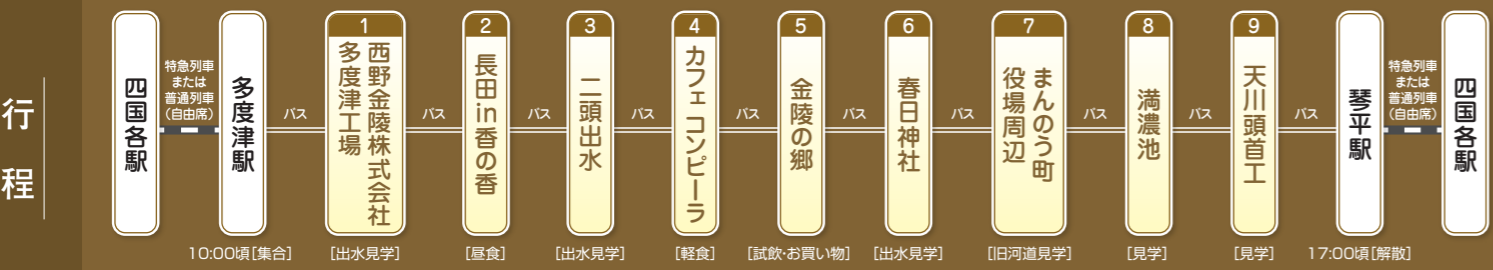 行程
四国各駅
特急列車
または
普通列車
(自由席)
多度津駅
10:00頃[集合]
バス
1
西野金陵株式会社
多度津工場
[出水見学]
バス
2
長田in香の香
[昼食]
バス
3
二頭出水
[出水見学]
バス
4
カフェ コンピーラ
[軽食]
バス
5
金陵の郷
[試飲・お買い物]
バス
6
春日神社
[出水見学]
バス
7
まんのう町
役場周辺
[旧河道見学]
バス
8
満濃池
[見学]
バス
9
天川頭首工
[見学]
バス
琴平駅
17:00頃[解散]
特急列車
または
普通列車
(自由席)
四国各駅